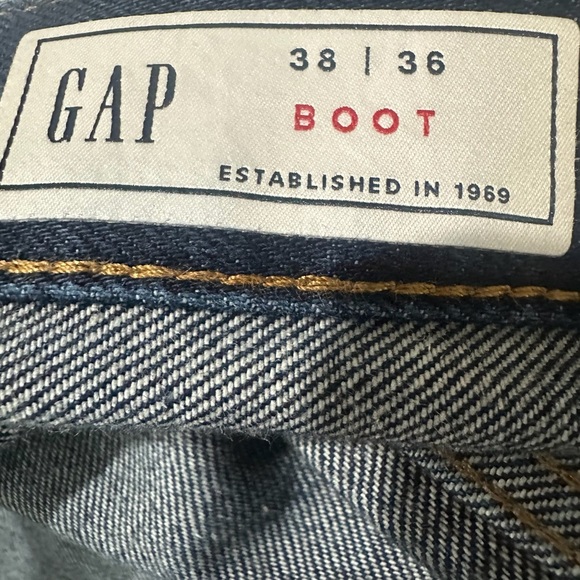 GAP
38 | 36
BOOT
ESTABLISHED IN 1969